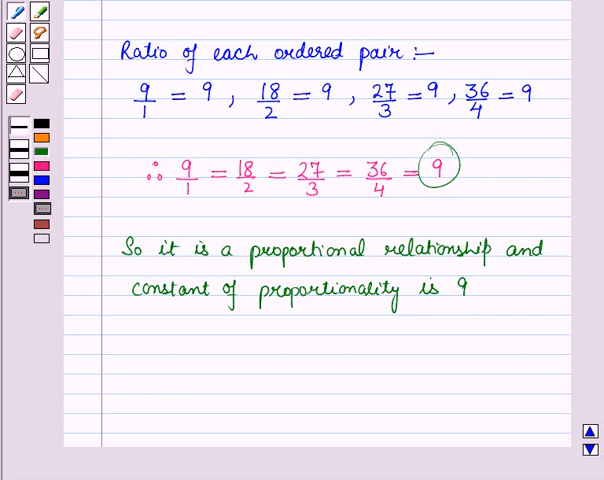 Ratio of each ordered pair :-
9/1 = 9 , 18/2 = 9 , 27/3 = 9 , 36/4 = 9
∴ 9/1 = 18/2 = 27/3 = 36/4 = 9
So it is a proportional relationship and
constant of proportionality is 9